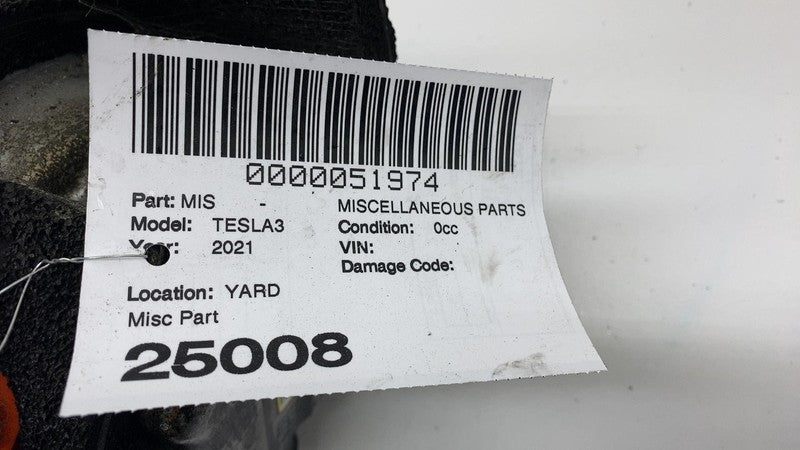 0000051974
Part: MIS - MISCELLANEOUS PARTS
Model: TESLA3 Condition: 0cc
Year: 2021 VIN:
Damage Code:
Location: YARD
Misc Part
25008